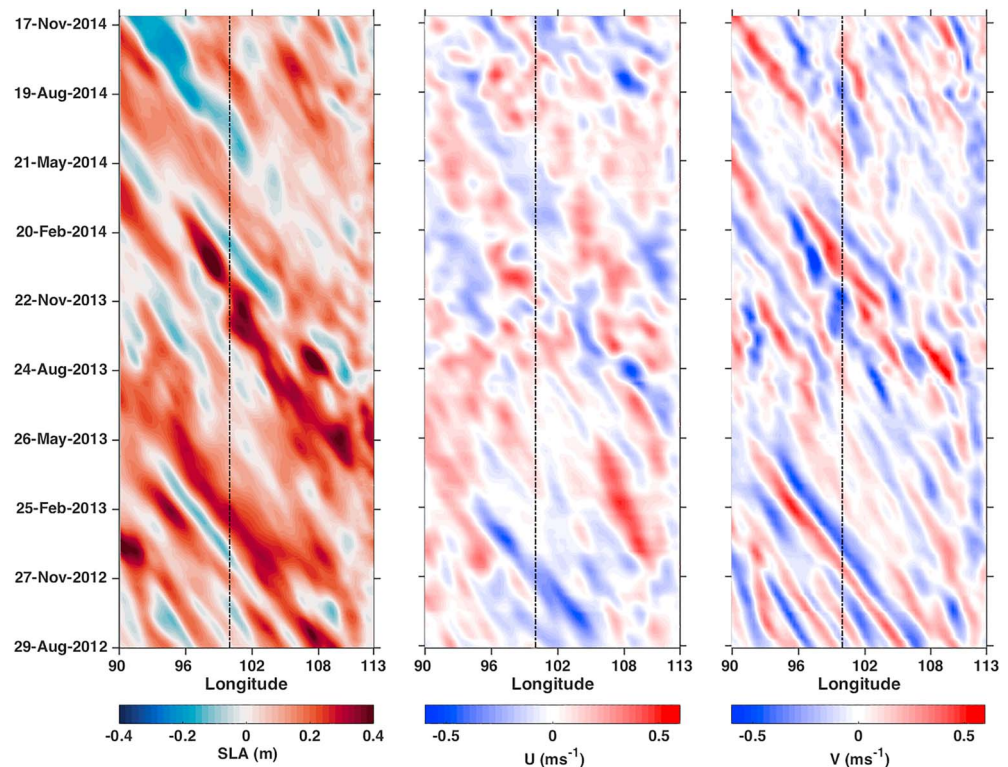 17-Nov-2014
19-Aug-2014
21-May-2014
20-Feb-2014
22-Nov-2013
24-Aug-2013
26-May-2013
25-Feb-2013
27-Nov-2012
29-Aug-2012
90 96 102 108 113
90 96 102 108 113
90 96 102 108 113
Longitude
Longitude
Longitude
-0.4 -0.2 0 0.2 0.4
-0.5 0 0.5
-0.5 0 0.5
SLA (m)
U (ms⁻¹)
V (ms⁻¹)